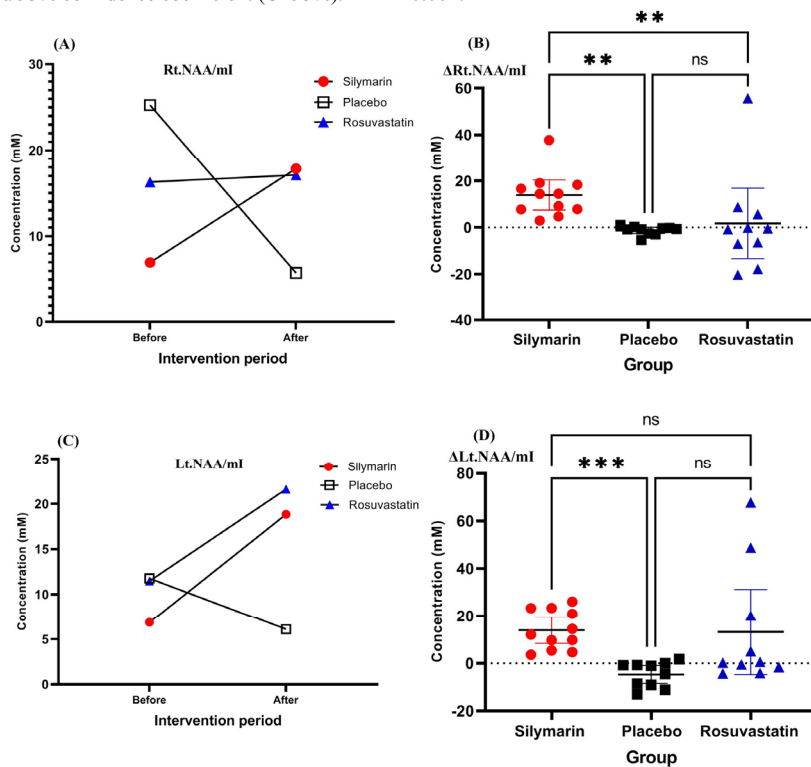 (A)
Rt.NAA/mI
Silymarin
Placebo
Rosuvastatin
Concentration (mM)
30
20
10
0
Before
After
Intervention period
(B)
ΔRt.NAA/mI
**
**
ns
Concentration (mM)
60
40
20
0
-20
-40
Silymarin
Placebo
Rosuvastatin
Group
(C)
Lt.NAA/mI
Silymarin
Placebo
Rosuvastatin
Concentration (mM)
25
20
15
10
5
0
Before
After
Intervention period
(D)
ΔLt.NAA/mI
ns
***
ns
Concentration (mM)
80
60
40
20
0
-20
Silymarin
Placebo
Rosuvastatin
Group